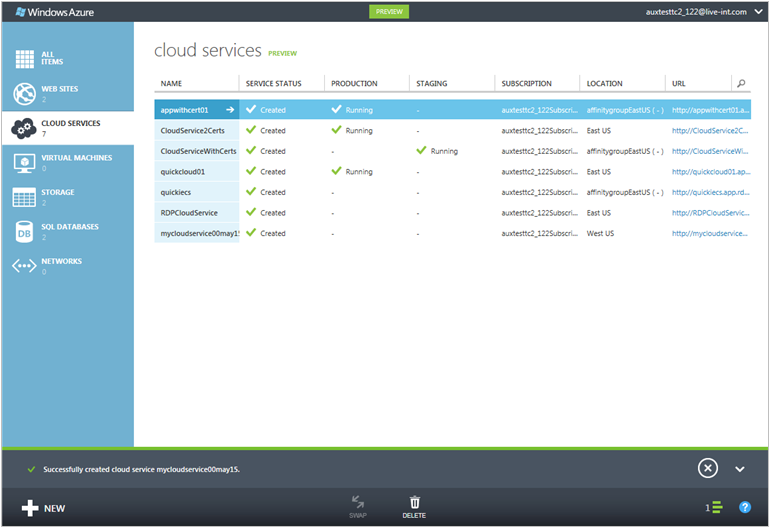 Windows Azure
PREVIEW
auxtesttc2_122@live-int.com
ALL
ITEMS
WEB SITES
2
CLOUD SERVICES
7
VIRTUAL MACHINES
0
STORAGE
2
SQL DATABASES
2
NETWORKS
0
cloud services PREVIEW
NAME SERVICE STATUS PRODUCTION STAGING SUBSCRIPTION LOCATION URL
appwithcert01 Created Running - auxtesttc2_122Subscri... affinitygroupEastUS ( - ) http://appwithcert01.a...
CloudService2Certs Created Running - auxtesttc2_122Subscri... East US http://CloudService2C...
CloudServiceWithCerts Created - Running auxtesttc2_122Subscri... affinitygroupEastUS ( - ) http://CloudServiceWi...
quickcloud01 Created Running - auxtesttc2_122Subscri... East US http://quickcloud01.ap...
quickiecs Created - - auxtesttc2_122Subscri... affinitygroupEastUS ( - ) http://quickiecs.app.rd...
RDPCloudService Created - - auxtesttc2_122Subscri... East US http://RDPCloudServic...
mycloudservice00may15 Created - - auxtesttc2_122Subscri... West US http://mycloudservice...
Successfully created cloud service mycloudservice00may15.
NEW
SWAP
DELETE
1
?